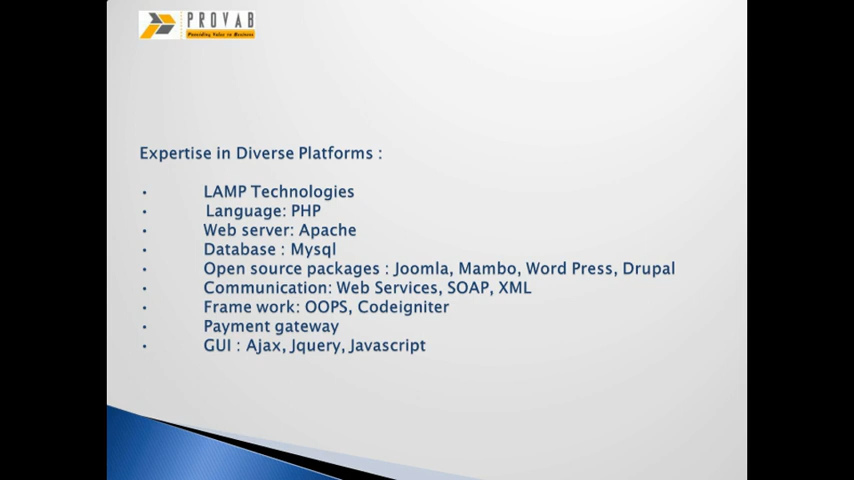 PROVAB
Providing Value in Business
Expertise in Diverse Platforms :
• LAMP Technologies
• Language: PHP
• Web server: Apache
• Database : Mysql
• Open source packages : Joomla, Mambo, Word Press, Drupal
• Communication: Web Services, SOAP, XML
• Frame work: OOPS, Codeigniter
• Payment gateway
• GUI : Ajax, Jquery, Javascript